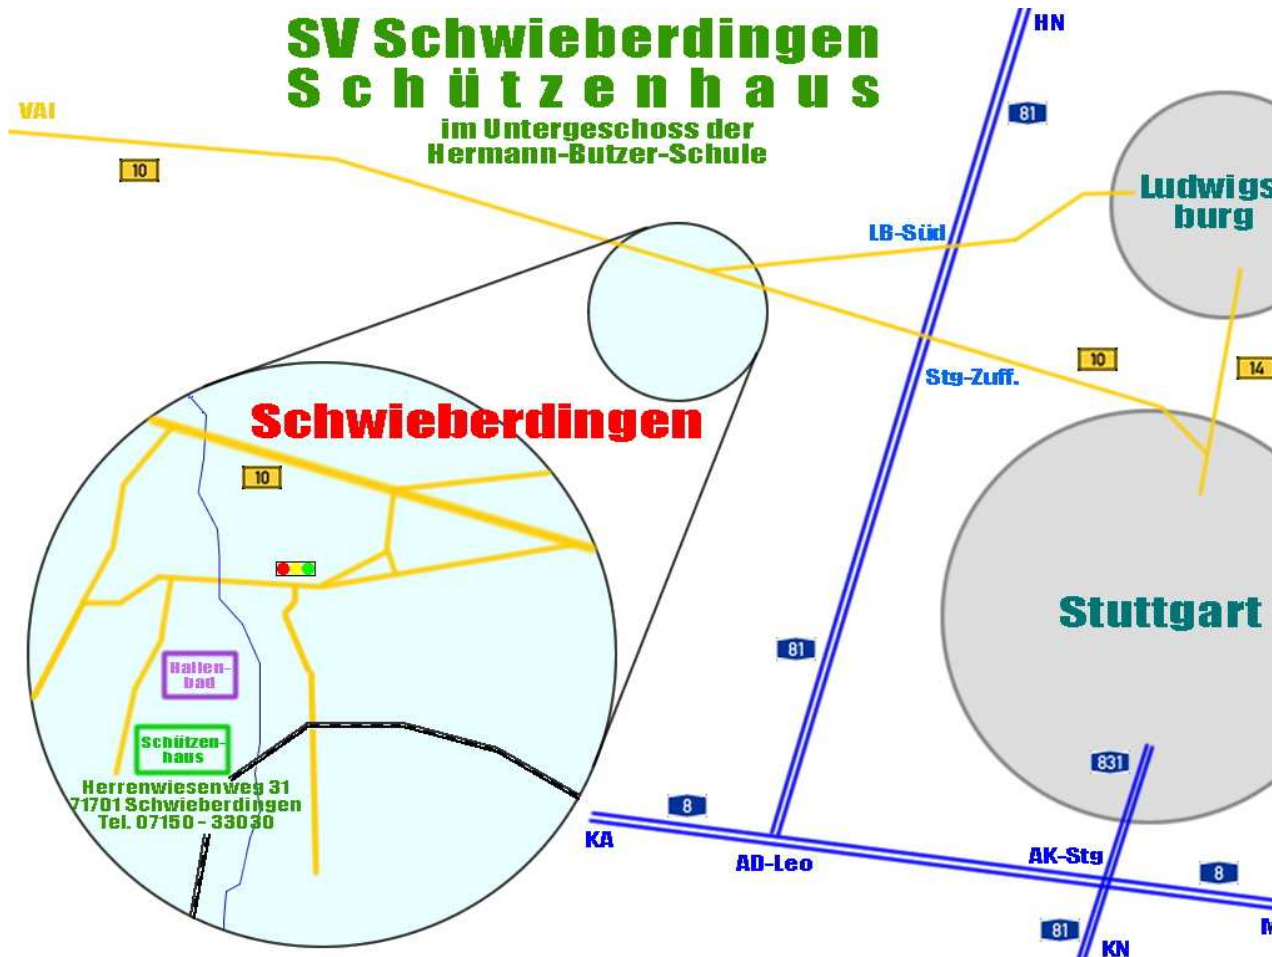 SV Schwieberdingen
Schützenhaus
im Untergeschoss der
Hermann-Butzer-Schule
HN
VAI
81
10
Ludwigs
burg
LB-Süd
10
14
Stg-Zuff.
Schwieberdingen
10
Stuttgart
81
Hallen-
bad
Schützen-
haus
Herrenwiesenweg 31
71701 Schwieberdingen
Tel. 07150 - 33030
831
8
KA
AD-Leo
AK-Stg
8
81
KN